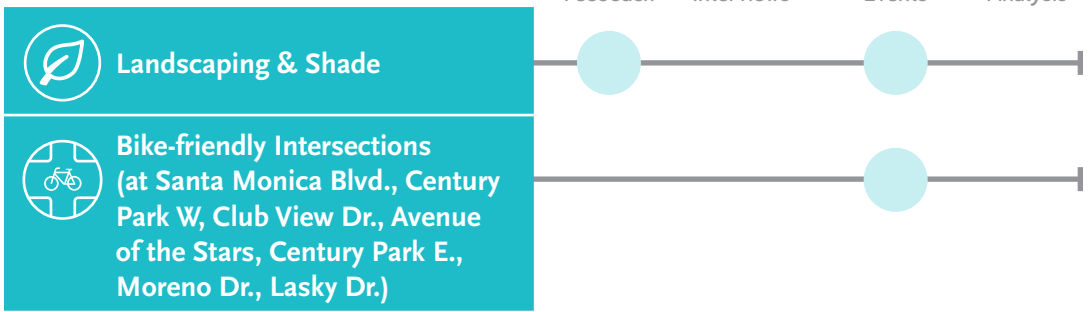 Landscaping & Shade
Bike-friendly Intersections
(at Santa Monica Blvd., Century
Park W, Club View Dr., Avenue
of the Stars, Century Park E.,
Moreno Dr., Lasky Dr.)